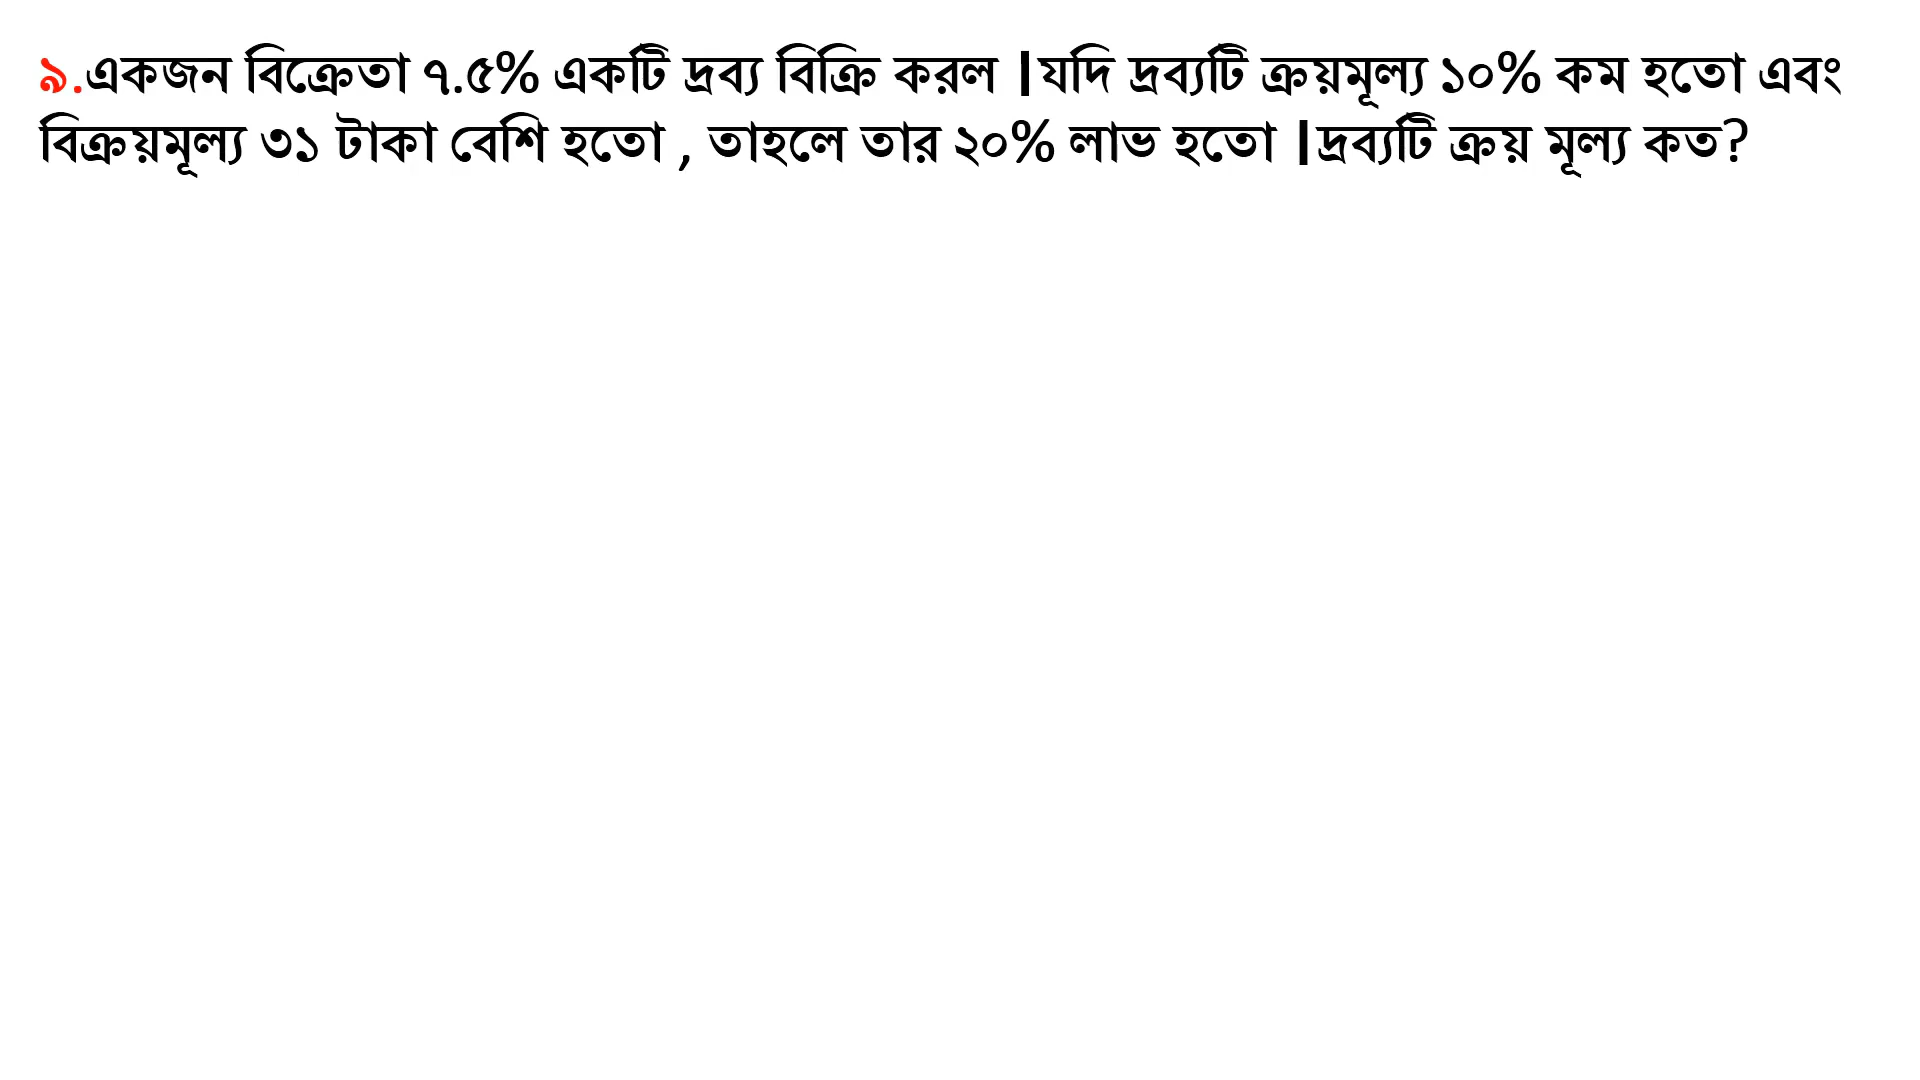 ৯.একজন বিক্রেতা ৭.৫% একটি দ্রব্য বিক্রি করল |যদি দ্রব্যটি ক্রয়মূল্য ১০% কম হতো এবং
বিক্রয়মূল্য ৩১ টাকা বেশি হতো , তাহলে তার ২০% লাভ হতো |দ্রব্যটি ক্রয় মূল্য কত?